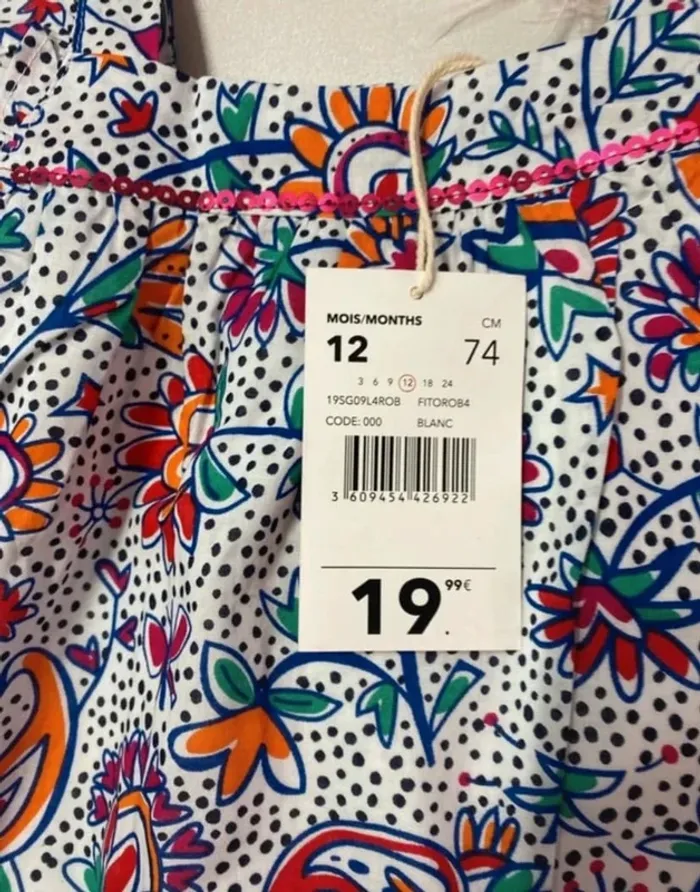 MOIS/MONTHS CM
12 74
3 6 9 12 18 24
19SG09L4ROB FITOROB4
CODE: 000 BLANC
3 609454 426922
19 99€